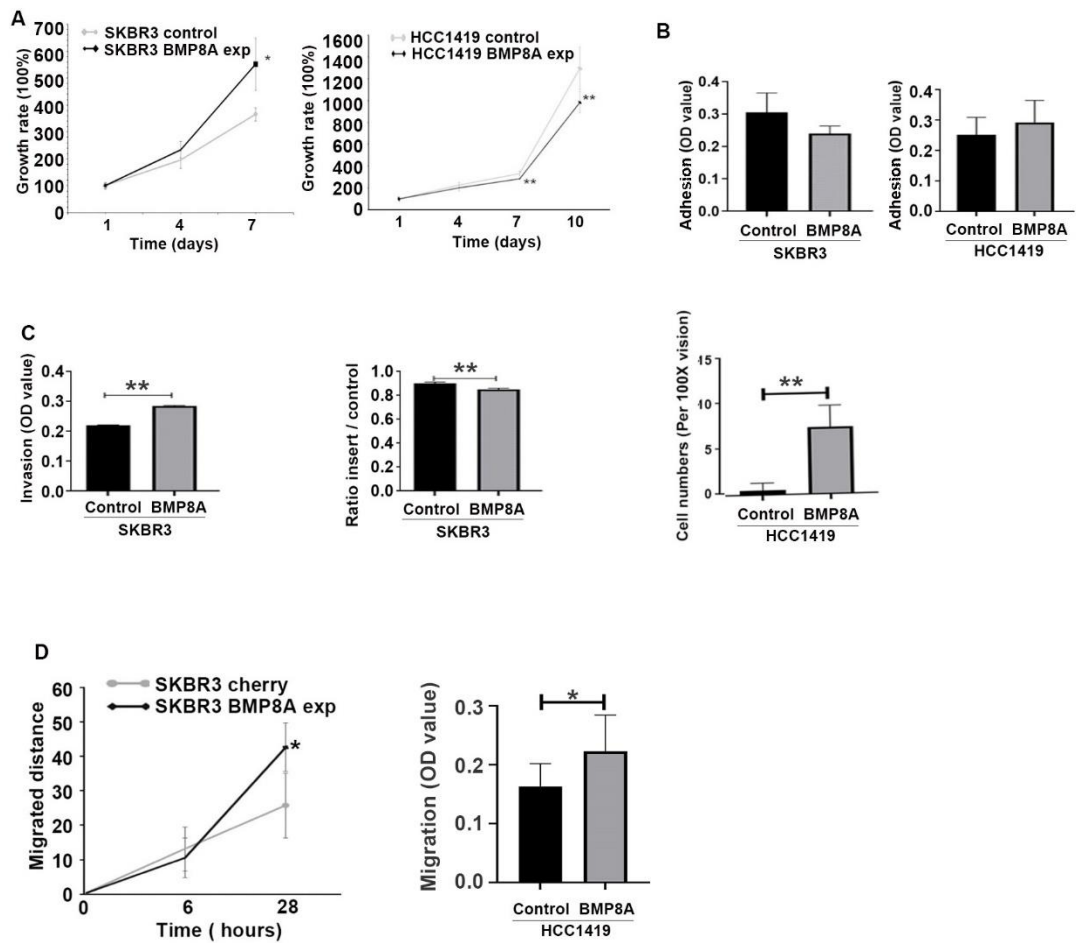 A
SKBR3 control
SKBR3 BMP8A exp
Growth rate (100%)
700
600
500
400
300
200
100
0
*
1 4 7
Time (days)
HCC1419 control
HCC1419 BMP8A exp
Growth rate (100%)
1600
1400
1200
1000
800
600
400
200
0
**
**
1 4 7 10
Time (days)
B
Adhesion (OD value)
0.4
0.3
0.2
0.1
0.0
Control BMP8A
SKBR3
Adhesion (OD value)
0.4
0.3
0.2
0.1
0.0
Control BMP8A
HCC1419
C
Invasion (OD value)
0.4
0.3
0.2
0.1
0.0
**
Control BMP8A
SKBR3
Ratio insert / control
1.0
0.8
0.6
0.4
0.2
0.0
**
Control BMP8A
SKBR3
Cell numbers (Per 100X vision)
15
10
5
0
**
Control BMP8A
HCC1419
D
SKBR3 cherry
SKBR3 BMP8A exp
Migrated distance
60
50
40
30
20
10
0
*
0 6 28
Time ( hours)
Migration (OD value)
0.3
0.2
0.1
0.0
*
Control BMP8A
HCC1419